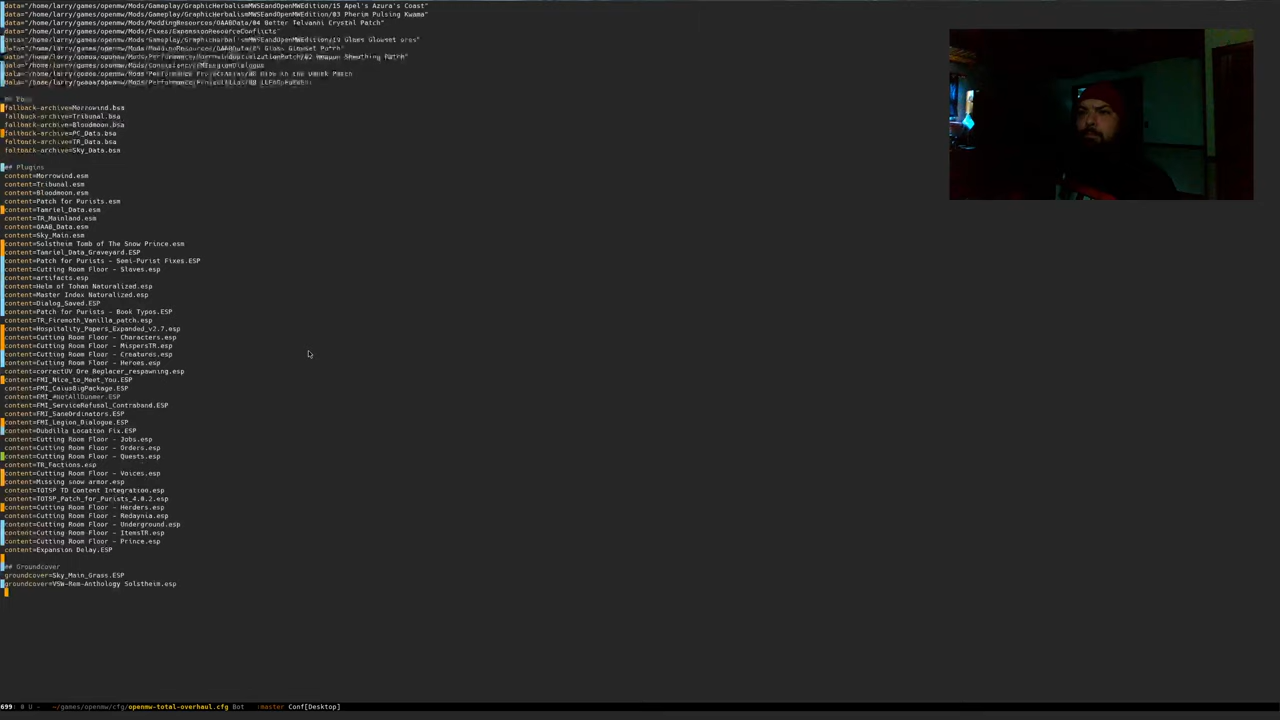 data="/home/larry/games/openmw/Mods/Gameplay/GraphicHerbalismMWSEandOpenMWEdition/15 Apel's Azura's Coast"
data="/home/larry/games/openmw/Mods/Gameplay/GraphicHerbalismMWSEandOpenMWEdition/03 Pherim Pulsing Kwama"
data="/home/larry/games/openmw/Mods/ModdingResources/OAABData/04 Better Telvanni Crystal Patch"
data="/home/larry/games/openmw/Mods/Fixes/ExpansionResourceConflicts"
fallback-archive=Morrowind.bsa
fallback-archive=Tribunal.bsa
fallback-archive=Bloodmoon.bsa
fallback-archive=PC_Data.bsa
fallback-archive=TR_Data.bsa
fallback-archive=Sky_Data.bsa
## Plugins
content=Morrowind.esm
content=Tribunal.esm
content=Bloodmoon.esm
content=Patch for Purists.esm
content=Tamriel_Data.esm
content=TR_Mainland.esm
content=OAAB_Data.esm
content=Sky_Main.esm
content=Solstheim Tomb of The Snow Prince.esm
content=Tamriel_Data_Graveyard.ESP
content=Patch for Purists - Semi-Purist Fixes.ESP
content=Cutting Room Floor - Slaves.esp
content=artifacts.esp
content=Helm of Tohan Naturalized.esp
content=Master Index Naturalized.esp
content=Dialog_Saved.ESP
content=Patch for Purists - Book Typos.ESP
content=TR_Firemoth_Vanilla_patch.esp
content=Hospitality_Papers_Expanded_v2.7.esp
content=Cutting Room Floor - Characters.esp
content=Cutting Room Floor - MispersTR.esp
content=Cutting Room Floor - Creatures.esp
content=Cutting Room Floor - Heroes.esp
content=correctUV Ore Replacer_respawning.esp
content=FMI_Nice_to_Meet_You.ESP
content=FMI_CaiusBigPackage.ESP
content=FMI_#NotAllDunmer.ESP
content=FMI_ServiceRefusal_Contraband.ESP
content=FMI_SaneOrdinators.ESP
content=FMI_Legion_Dialogue.ESP
content=Dubdilla Location Fix.ESP
content=Cutting Room Floor - Jobs.esp
content=Cutting Room Floor - Orders.esp
content=Cutting Room Floor - Quests.esp
content=TR_Factions.esp
content=Cutting Room Floor - Voices.esp
content=Missing snow armor.esp
content=TOTSP TD Content Integration.esp
content=TOTSP_Patch_for_Purists_4.0.2.esp
content=Cutting Room Floor - Herders.esp
content=Cutting Room Floor - Redaynia.esp
content=Cutting Room Floor - Underground.esp
content=Cutting Room Floor - ItemsTR.esp
content=Cutting Room Floor - Prince.esp
content=Expansion Delay.ESP
## Groundcover
groundcover=Sky_Main_Grass.ESP
groundcover=VSW-Rem-Anthology Solstheim.esp
699: 0 U - ~/games/openmw/cfg/openmw-total-overhaul.cfg Bot :master Conf[Desktop]